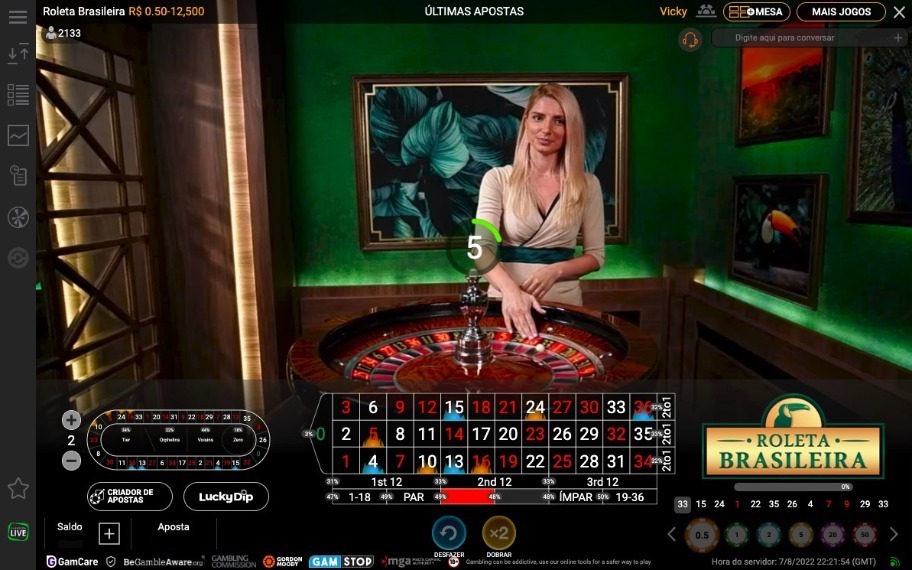 Roleta Brasileira R$ 0.50-12,500
ÚLTIMAS APOSTAS
Vicky
MESA
MAIS JOGOS
2133
Digite aqui para conversar
5
3 6 9 12 15 18 21 24 27 30 33 36 2to1
0 2 5 8 11 14 17 20 23 26 29 32 35 2to1
1 4 7 10 13 16 19 22 25 28 31 34 2to1
1st 12 2nd 12 3rd 12
1-18 PAR ÍMPAR 19-36
2
Tier Orphelins Voisins Zero
CRIADOR DE APOSTAS
LuckyDip
ROLETA
BRASILEIRA
0%
33 15 24 1 22 35 26 4 7 9 29 33
LIVE
Saldo
Aposta
DESFAZER
x2
DOBRAR
0.5 1 2 5 20 50
GamCare
BeGambleAware.org
GAMBLING COMMISSION
GORDON MOODY
GAMSTOP
mga
18+
Gambling can be addictive, use our online tools for a safer way to play
Hora do servidor: 7/8/2022 22:21:54 (GMT)